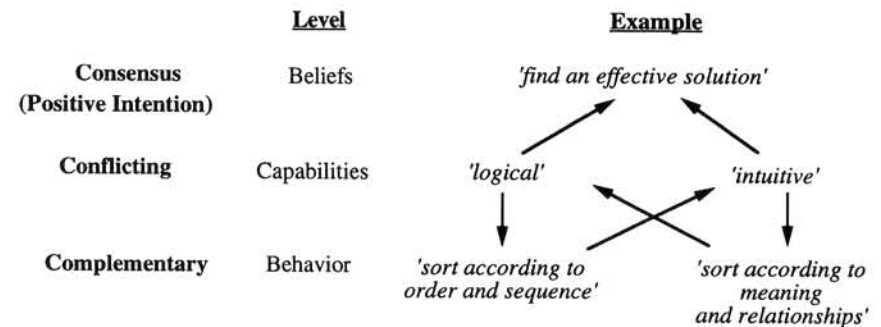 Level Example
Consensus Beliefs 'find an effective solution'
(Positive Intention)
Conflicting Capabilities 'logical' 'intuitive'
Complementary Behavior 'sort according to 'sort according to
order and sequence' meaning
and relationships'